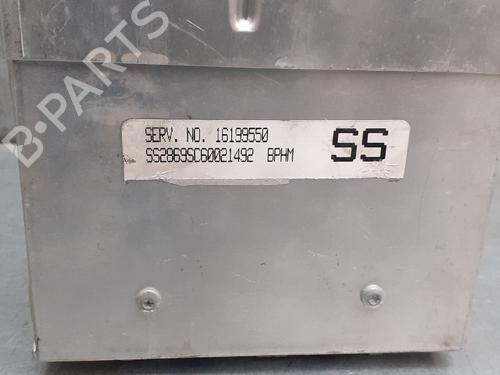 B-PARTS
SERV. NO. 16199550
SS2869SC60021492 BPHM
SS